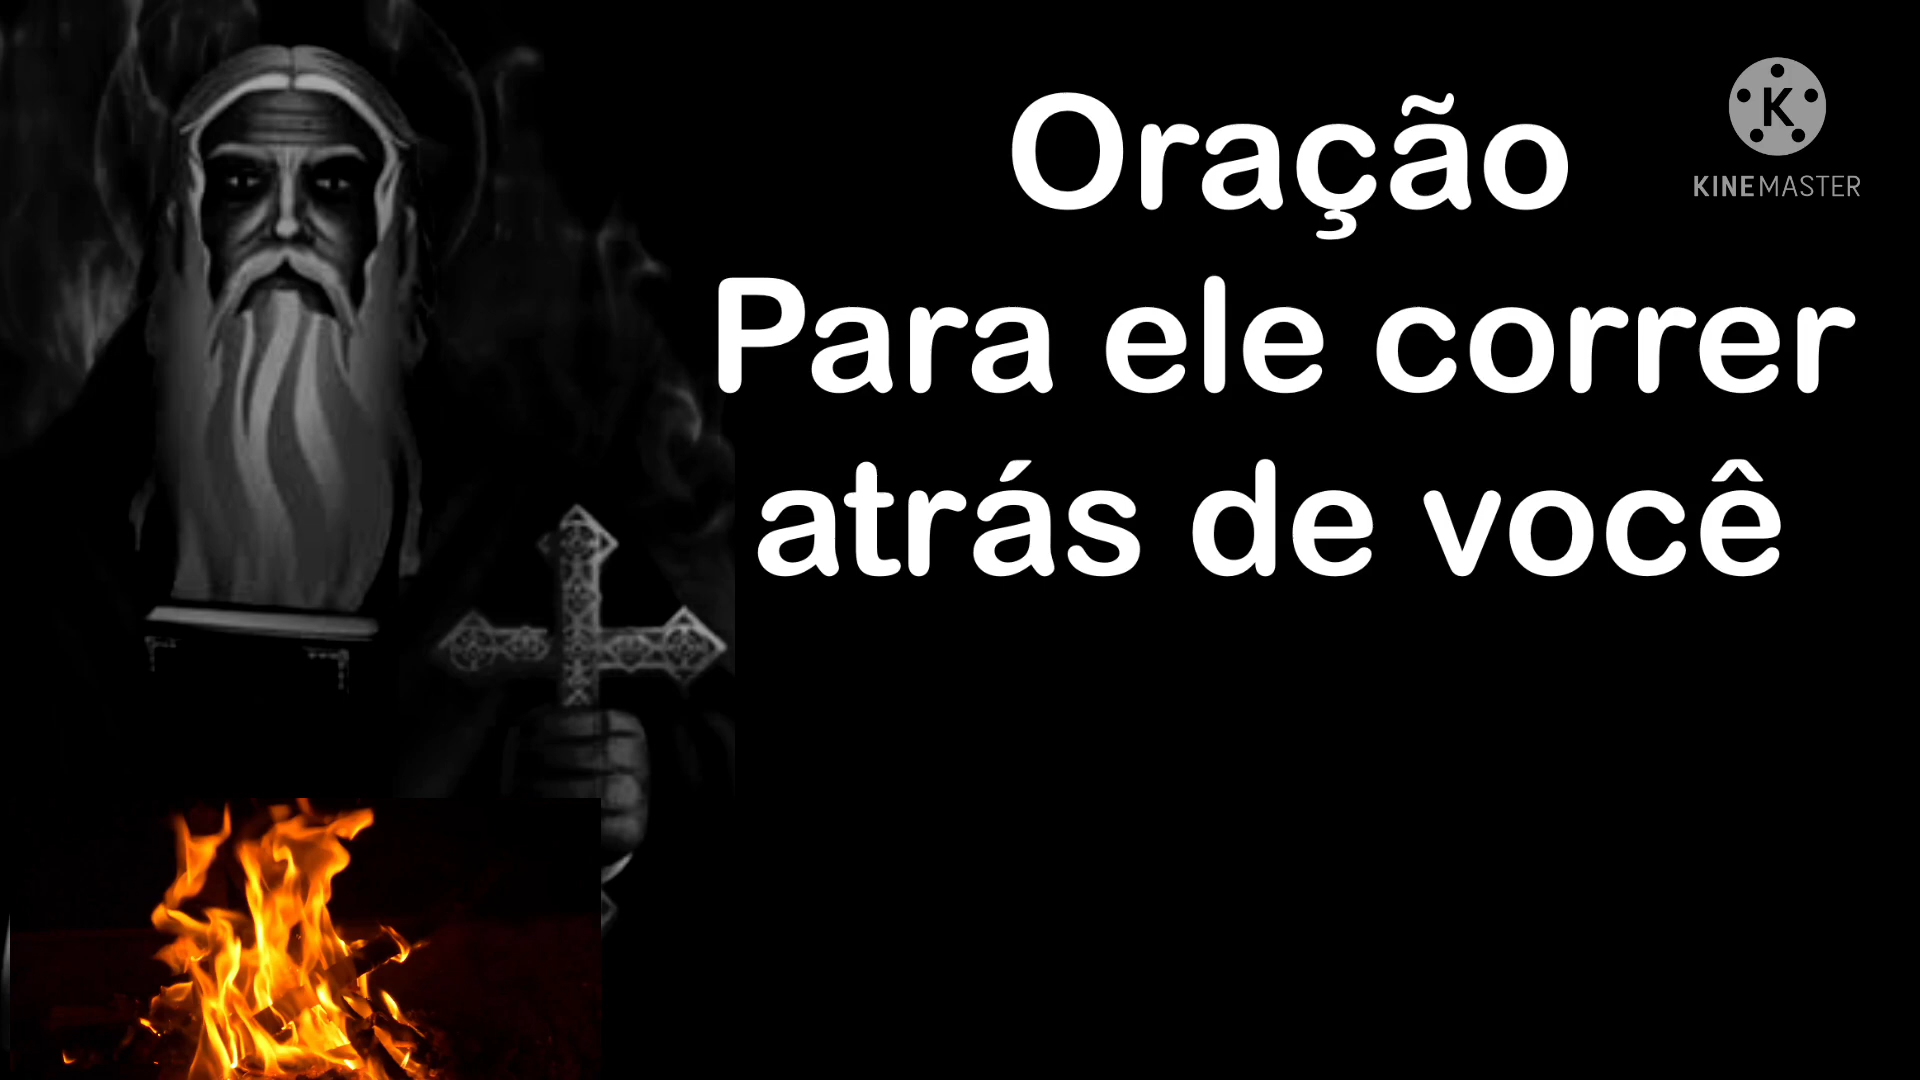 Oração
Para ele correr
atrás de você
K
KINEMASTER